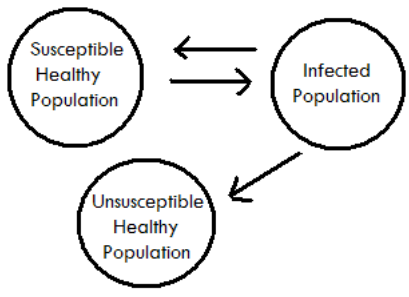 Susceptible
Healthy
Population
Infected
Population
Unsusceptible
Healthy
Population